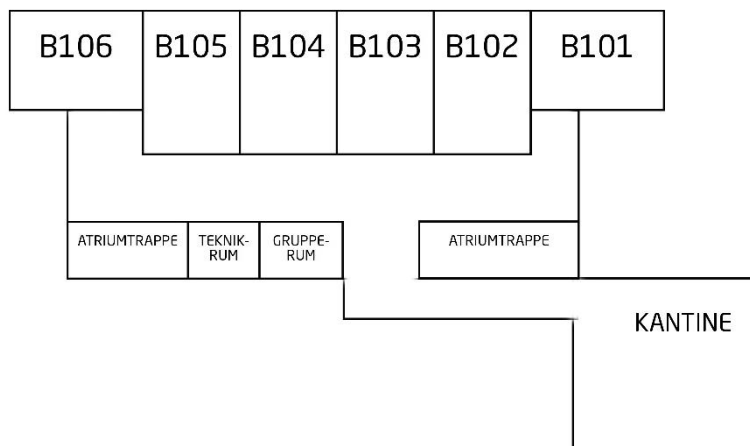 B106 B105 B104 B103 B102 B101
ATRIUMTRAPPE
TEKNIK-
RUM
GRUPPE-
RUM
ATRIUMTRAPPE
KANTINE